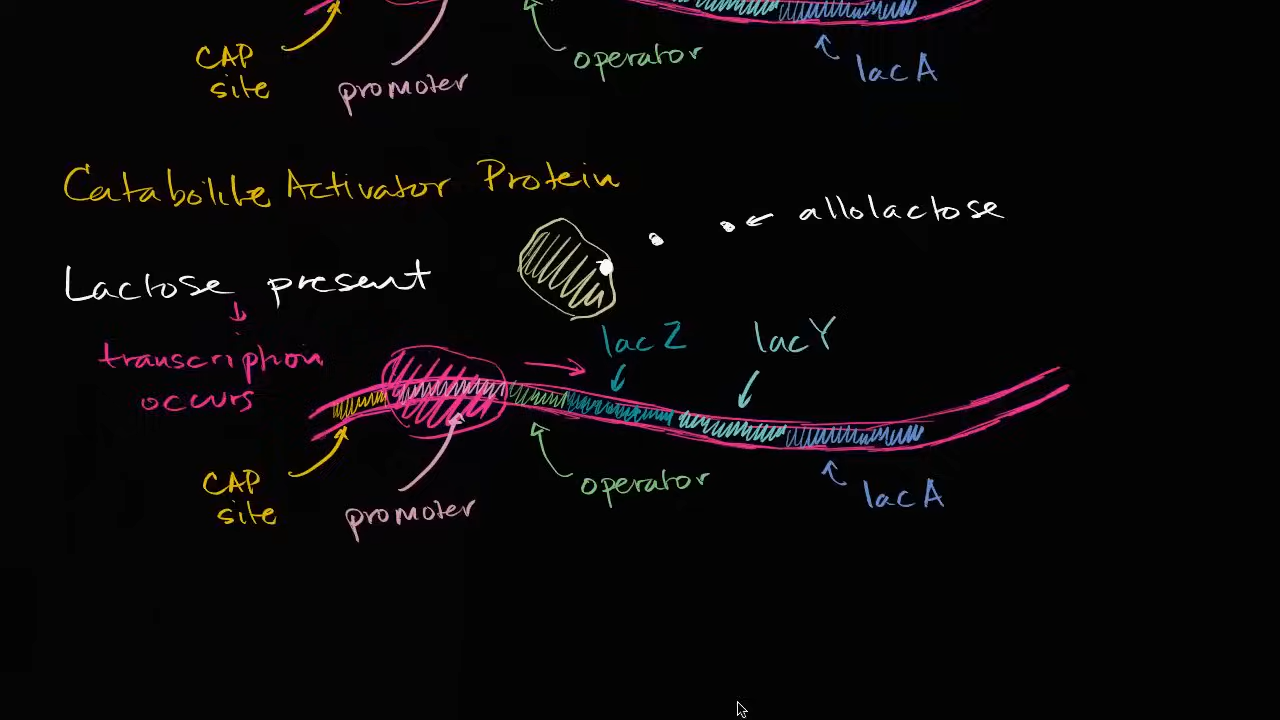 CAP
site
promoter
operator
lacA
Catabolite Activator Protein
allolactose
Lactose present
lacZ
lacY
transcription
occurs
CAP
site
promoter
operator
lacA